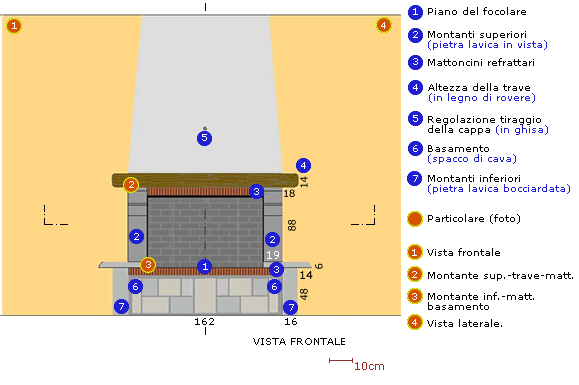 1 4
1 Piano del focolare
2 Montanti superiori
(pietra lavica in vista)
3 Mattoncini refrattari
4 Altezza della trave
(in legno di rovere)
5 Regolazione tiraggio
della cappa (in ghisa)
6 Basamento
(spacco di cava)
7 Montanti inferiori
(pietra lavica bocciardata)
Particolare (foto)
1 Vista frontale
2 Montante sup.-trave-matt.
3 Montante inf.-matt.
basamento
4 Vista laterale.
5
4
2 3 18 14
88
2 2
19
3 1 3 14 6
6 6 48
7 7
162 16
VISTA FRONTALE
10cm